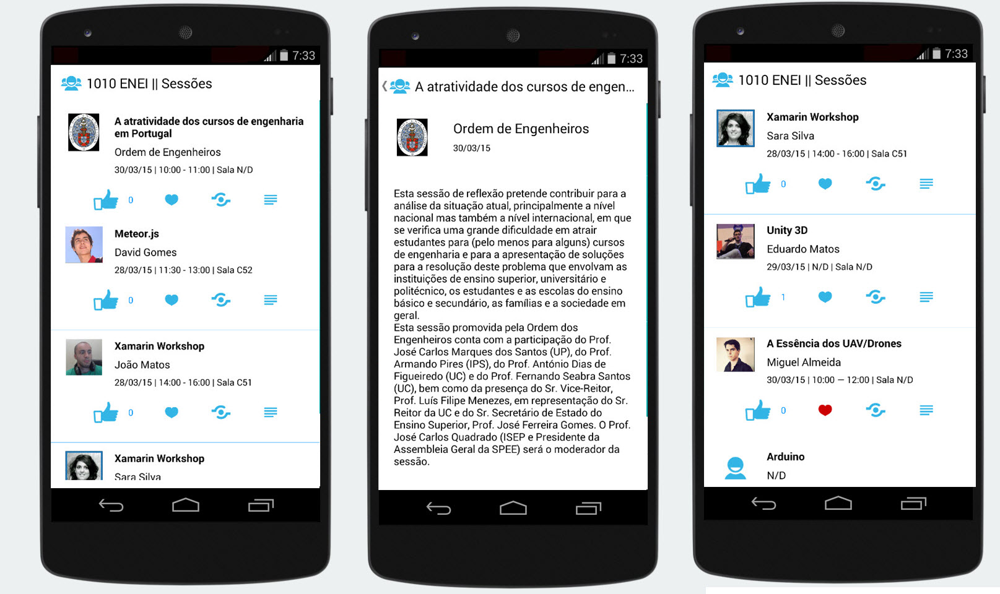 7:33
1010 ENEI || Sessões
A atratividade dos cursos de engenharia
em Portugal
Ordem de Engenheiros
30/03/15 | 10:00 - 11:00 | Sala N/D
0
Meteor.js
David Gomes
28/03/15 | 11:30 - 13:00 | Sala C52
0
Xamarin Workshop
João Matos
28/03/15 | 14:00 - 16:00 | Sala C51
0
Xamarin Workshop
Sara Silva
7:33
A atratividade dos cursos de engen...
Ordem de Engenheiros
30/03/15
Esta sessão de reflexão pretende contribuir para a
análise da situação atual, principalmente a nível
nacional mas também a nível internacional, em que
se verifica uma grande dificuldade em atrair
estudantes para (pelo menos para alguns) cursos
de engenharia e para a apresentação de soluções
para a resolução deste problema que envolvam as
instituições de ensino superior, universitário e
politécnico, os estudantes e as escolas do ensino
básico e secundário, as famílias e a sociedade em
geral.
Esta sessão promovida pela Ordem dos
Engenheiros conta com a participação do Prof.
José Carlos Marques dos Santos (UP), do Prof.
Armando Pires (IPS), do Prof. António Dias de
Figueiredo (UC) e do Prof. Fernando Seabra Santos
(UC), bem como da presença do Sr. Vice-Reitor,
Prof. Luís Filipe Menezes, em representação do Sr.
Reitor da UC e do Sr. Secretário de Estado do
Ensino Superior, Prof. José Ferreira Gomes. O Prof.
José Carlos Quadrado (ISEP e Presidente da
Assembleia Geral da SPEE) será o moderador da
sessão.
7:33
1010 ENEI || Sessões
Xamarin Workshop
Sara Silva
28/03/15 | 14:00 - 16:00 | Sala C51
0
Unity 3D
Eduardo Matos
29/03/15 | N/D | Sala N/D
1
A Essência dos UAV/Drones
Miguel Almeida
30/03/15 | 10:00 — 12:00 | Sala N/D
0
Arduino
N/D